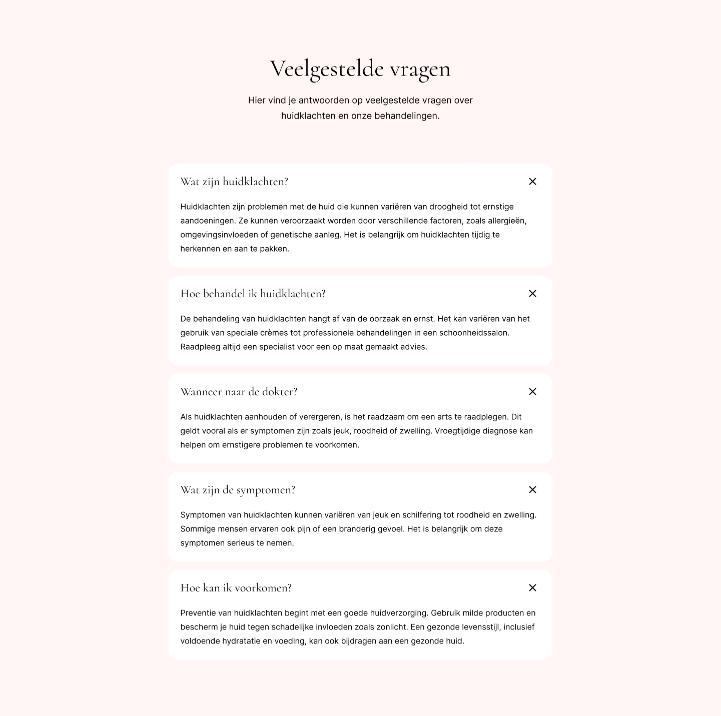 Veelgestelde vragen
Hier vind je antwoorden op veelgestelde vragen over
huidklachten en onze behandelingen.
Wat zijn huidklachten?
Huidklachten zijn problemen met de huid die kunnen variëren van droogheid tot ernstige
aandoeningen. Ze kunnen veroorzaakt worden door verschillende factoren, zoals allergieën,
omgevingsinvloeden of genetische aanleg. Het is belangrijk om huidklachten tijdig te
herkennen en aan te pakken.
Hoe behandel ik huidklachten?
De behandeling van huidklachten hangt af van de oorzaak en ernst. Het kan variëren van het
gebruik van speciale crèmes tot professionele behandelingen in een schoonheidssalon.
Raadpleeg altijd een specialist voor een op maat gemaakt advies.
Wanneer naar de dokter?
Als huidklachten aanhouden of verergeren, is het raadzaam om een arts te raadplegen. Dit
geldt vooral als er symptomen zijn zoals jeuk, roodheid of zwelling. Vroegtijdige diagnose kan
helpen om ernstigere problemen te voorkomen.
Wat zijn de symptomen?
Symptomen van huidklachten kunnen variëren van jeuk en schilfering tot roodheid en zwelling.
Sommige mensen ervaren ook pijn of een branderig gevoel. Het is belangrijk om deze
symptomen serieus te nemen.
Hoe kan ik voorkomen?
Preventie van huidklachten begint met een goede huidverzorging. Gebruik milde producten en
bescherm je huid tegen schadelijke invloeden zoals zonlicht. Een gezonde levensstijl, inclusief
voldoende hydratatie en voeding, kan ook bijdragen aan een gezonde huid.